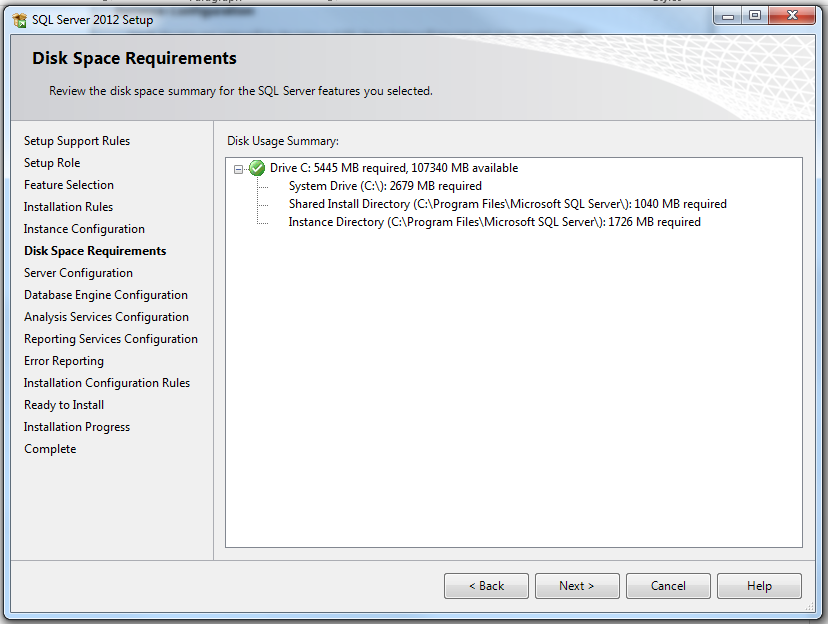 SQL Server 2012 Setup
Disk Space Requirements
Review the disk space summary for the SQL Server features you selected.
Setup Support Rules
Setup Role
Feature Selection
Installation Rules
Instance Configuration
Disk Space Requirements
Server Configuration
Database Engine Configuration
Analysis Services Configuration
Reporting Services Configuration
Error Reporting
Installation Configuration Rules
Ready to Install
Installation Progress
Complete
Disk Usage Summary:
Drive C: 5445 MB required, 107340 MB available
System Drive (C:\): 2679 MB required
Shared Install Directory (C:\Program Files\Microsoft SQL Server\): 1040 MB required
Instance Directory (C:\Program Files\Microsoft SQL Server\): 1726 MB required
< Back
Next >
Cancel
Help